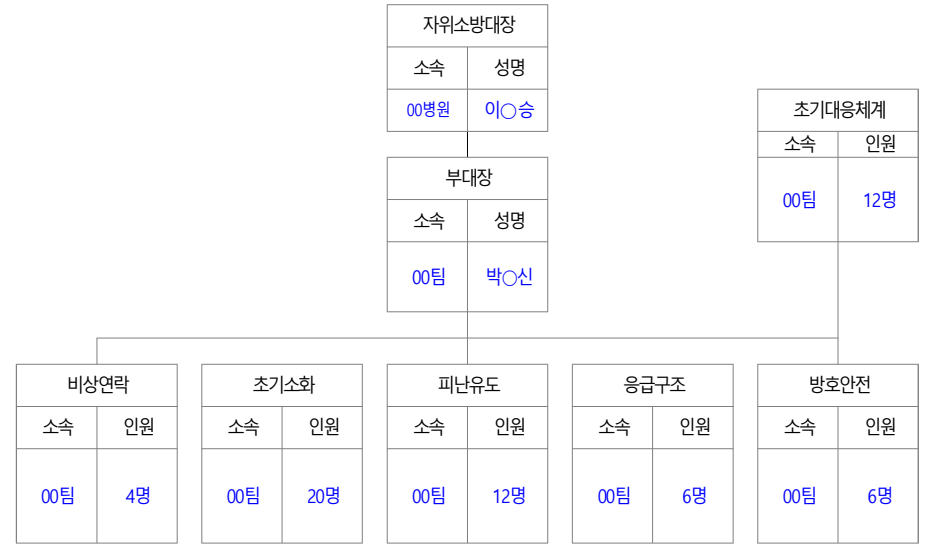 자위소방대장
소속 성명
00병원 이○승
초기대응체계
소속 인원
00팀 12명
부대장
소속 성명
00팀 박○신
비상연락 초기소화 피난유도 응급구조 방호안전
소속 인원 소속 인원 소속 인원 소속 인원 소속 인원
00팀 4명 00팀 20명 00팀 12명 00팀 6명 00팀 6명